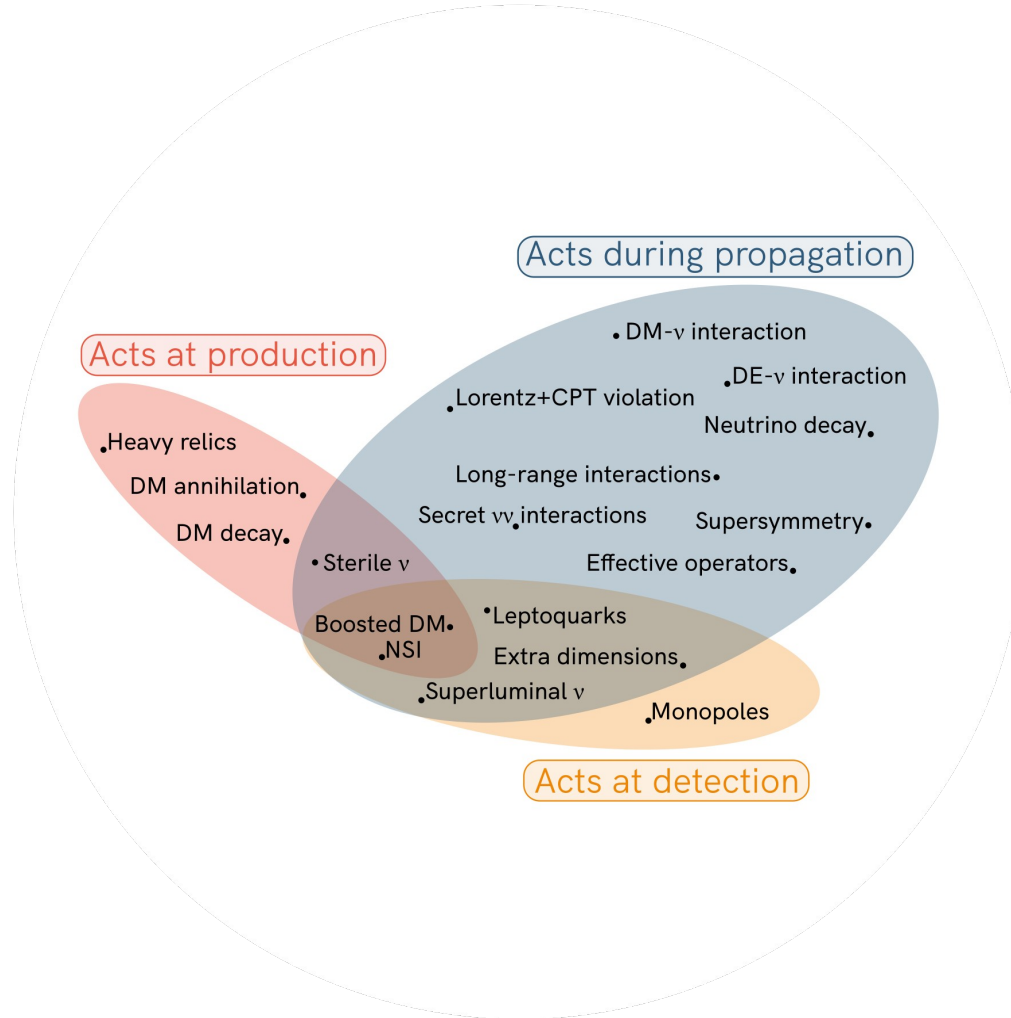 Acts during propagation
DM-ν interaction
Acts at production
DE-ν interaction
Lorentz+CPT violation
Neutrino decay
Heavy relics
Long-range interactions
DM annihilation
Secret νν interactions
Supersymmetry
DM decay
Sterile ν
Effective operators
Leptoquarks
Boosted DM
NSI
Extra dimensions
Superluminal ν
Monopoles
Acts at detection